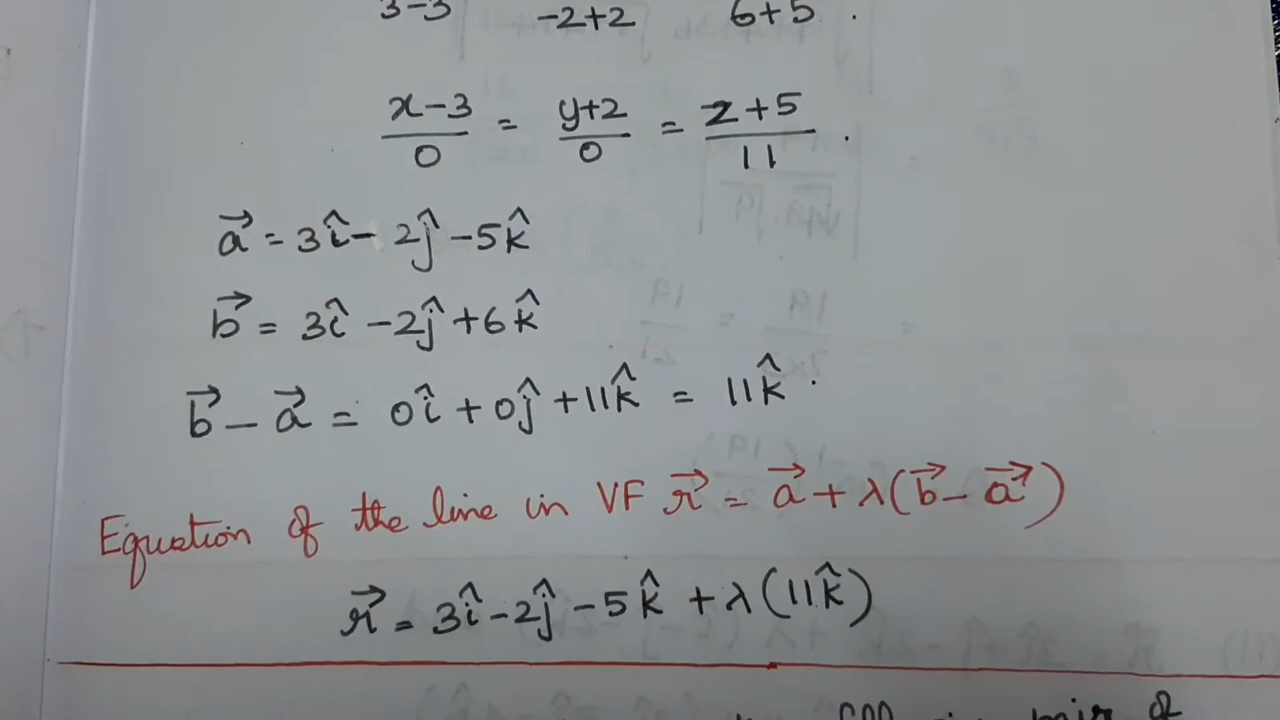 3-3 -2+2 6+5 .
x-3/0 = y+2/0 = z+5/11 .
a⃗ = 3î - 2ĵ - 5k̂
b⃗ = 3î - 2ĵ + 6k̂
b⃗ - a⃗ = 0î + 0ĵ + 11k̂ = 11k̂ .
Equation of the line in VF r⃗ = a⃗ + λ(b⃗ - a⃗)
r⃗ = 3î - 2ĵ - 5k̂ + λ(11k̂)
of